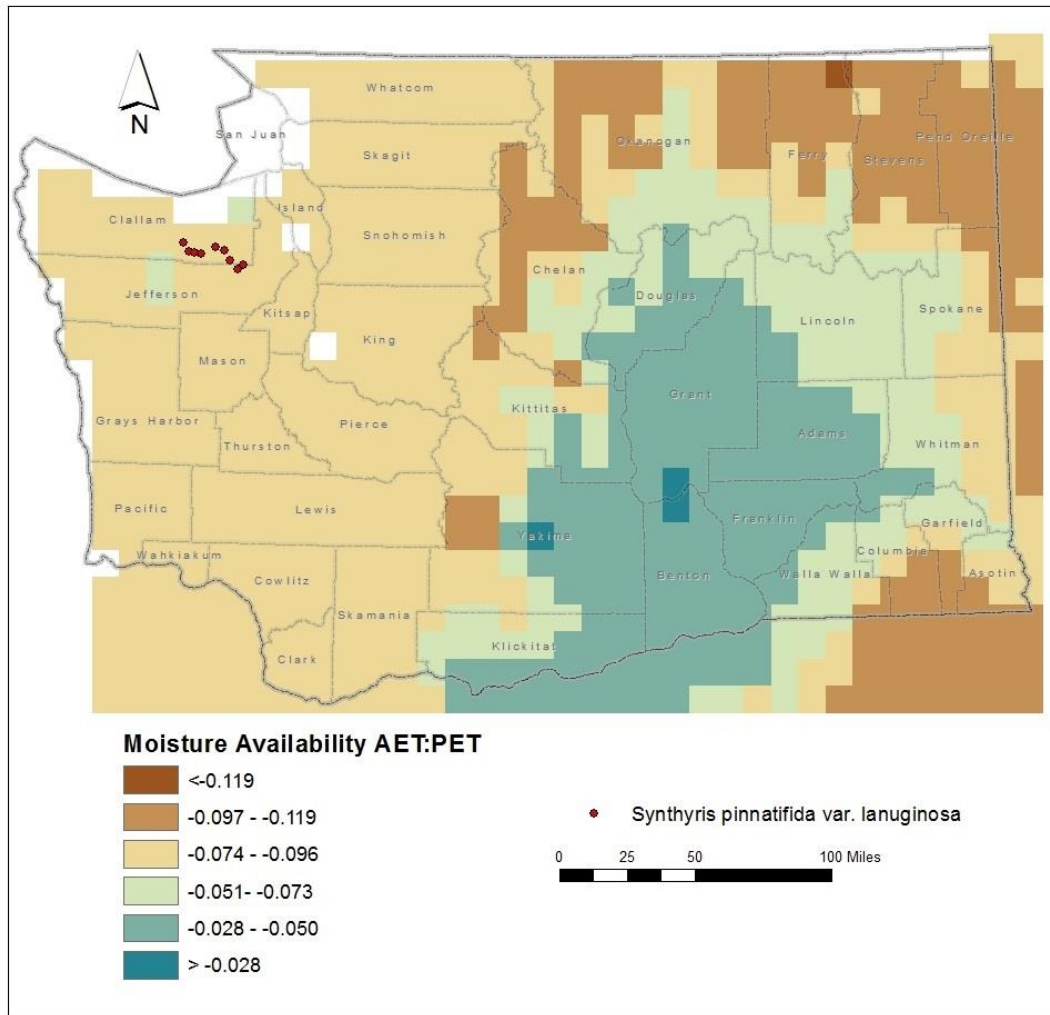 Whatcom
N
San Juan
Okanogan
Pend Oreille
Skagit
Ferry
Stevens
Island
Clallam
Snohomish
Chelan
Jefferson
Douglas
Kitsap
Lincoln
Spokane
King
Mason
Grant
Kittitas
Grays Harbor
Pierce
Adams
Thurston
Whitman
Pacific
Lewis
Franklin
Garfield
Yakima
Wahkiakum
Columbia
Cowlitz
Benton
Walla Walla
Asotin
Skamania
Klickitat
Clark
Moisture Availability AET:PET
<-0.119
-0.097 - -0.119
-0.074 - -0.096
-0.051- -0.073
-0.028 - -0.050
> -0.028
Synthyris pinnatifida var. lanuginosa
0 25 50 100 Miles